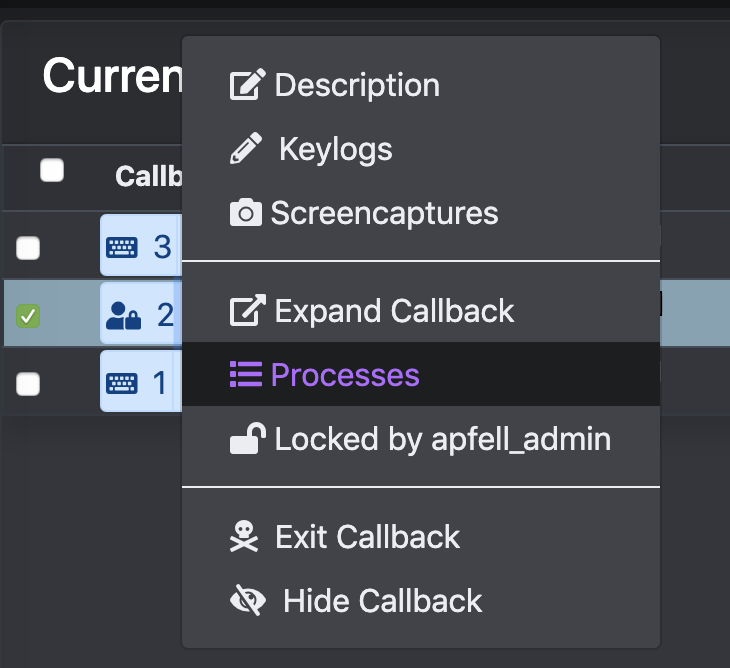 Curren
Description
Keylogs
Callb
Screencaptures
3
Expand Callback
2
Processes
1
Locked by apfell_admin
Exit Callback
Hide Callback